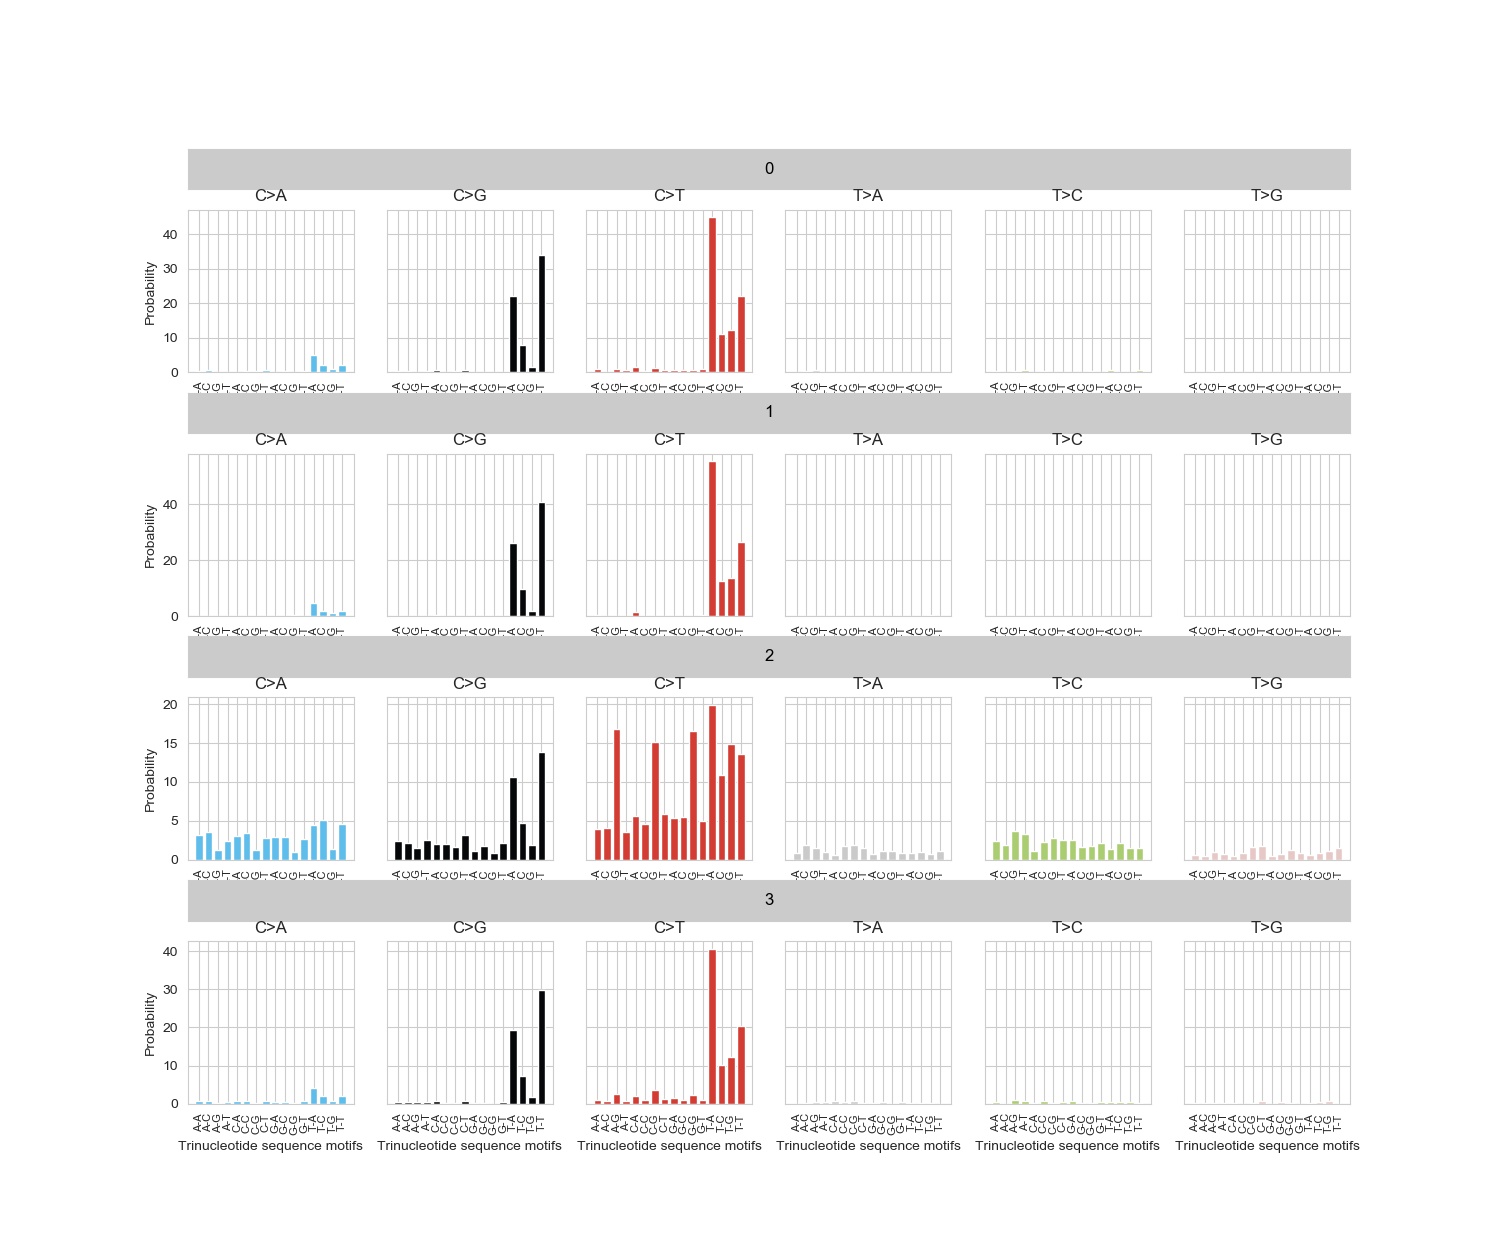 0
C>A C>G C>T T>A T>C T>G
Probability
40
30
20
10
0
1
C>A C>G C>T T>A T>C T>G
Probability
40
20
0
2
C>A C>G C>T T>A T>C T>G
Probability
20
15
10
5
0
3
C>A C>G C>T T>A T>C T>G
Probability
40
30
20
10
0
A-A A-C A-G A-T C-A C-C C-G C-T G-A G-C G-G G-T T-A T-C T-G T-T
A-A A-C A-G A-T C-A C-C C-G C-T G-A G-C G-G G-T T-A T-C T-G T-T
A-A A-C A-G A-T C-A C-C C-G C-T G-A G-C G-G G-T T-A T-C T-G T-T
A-A A-C A-G A-T C-A C-C C-G C-T G-A G-C G-G G-T T-A T-C T-G T-T
A-A A-C A-G A-T C-A C-C C-G C-T G-A G-C G-G G-T T-A T-C T-G T-T
A-A A-C A-G A-T C-A C-C C-G C-T G-A G-C G-G G-T T-A T-C T-G T-T
Trinucleotide sequence motifs Trinucleotide sequence motifs Trinucleotide sequence motifs Trinucleotide sequence motifs Trinucleotide sequence motifs Trinucleotide sequence motifs